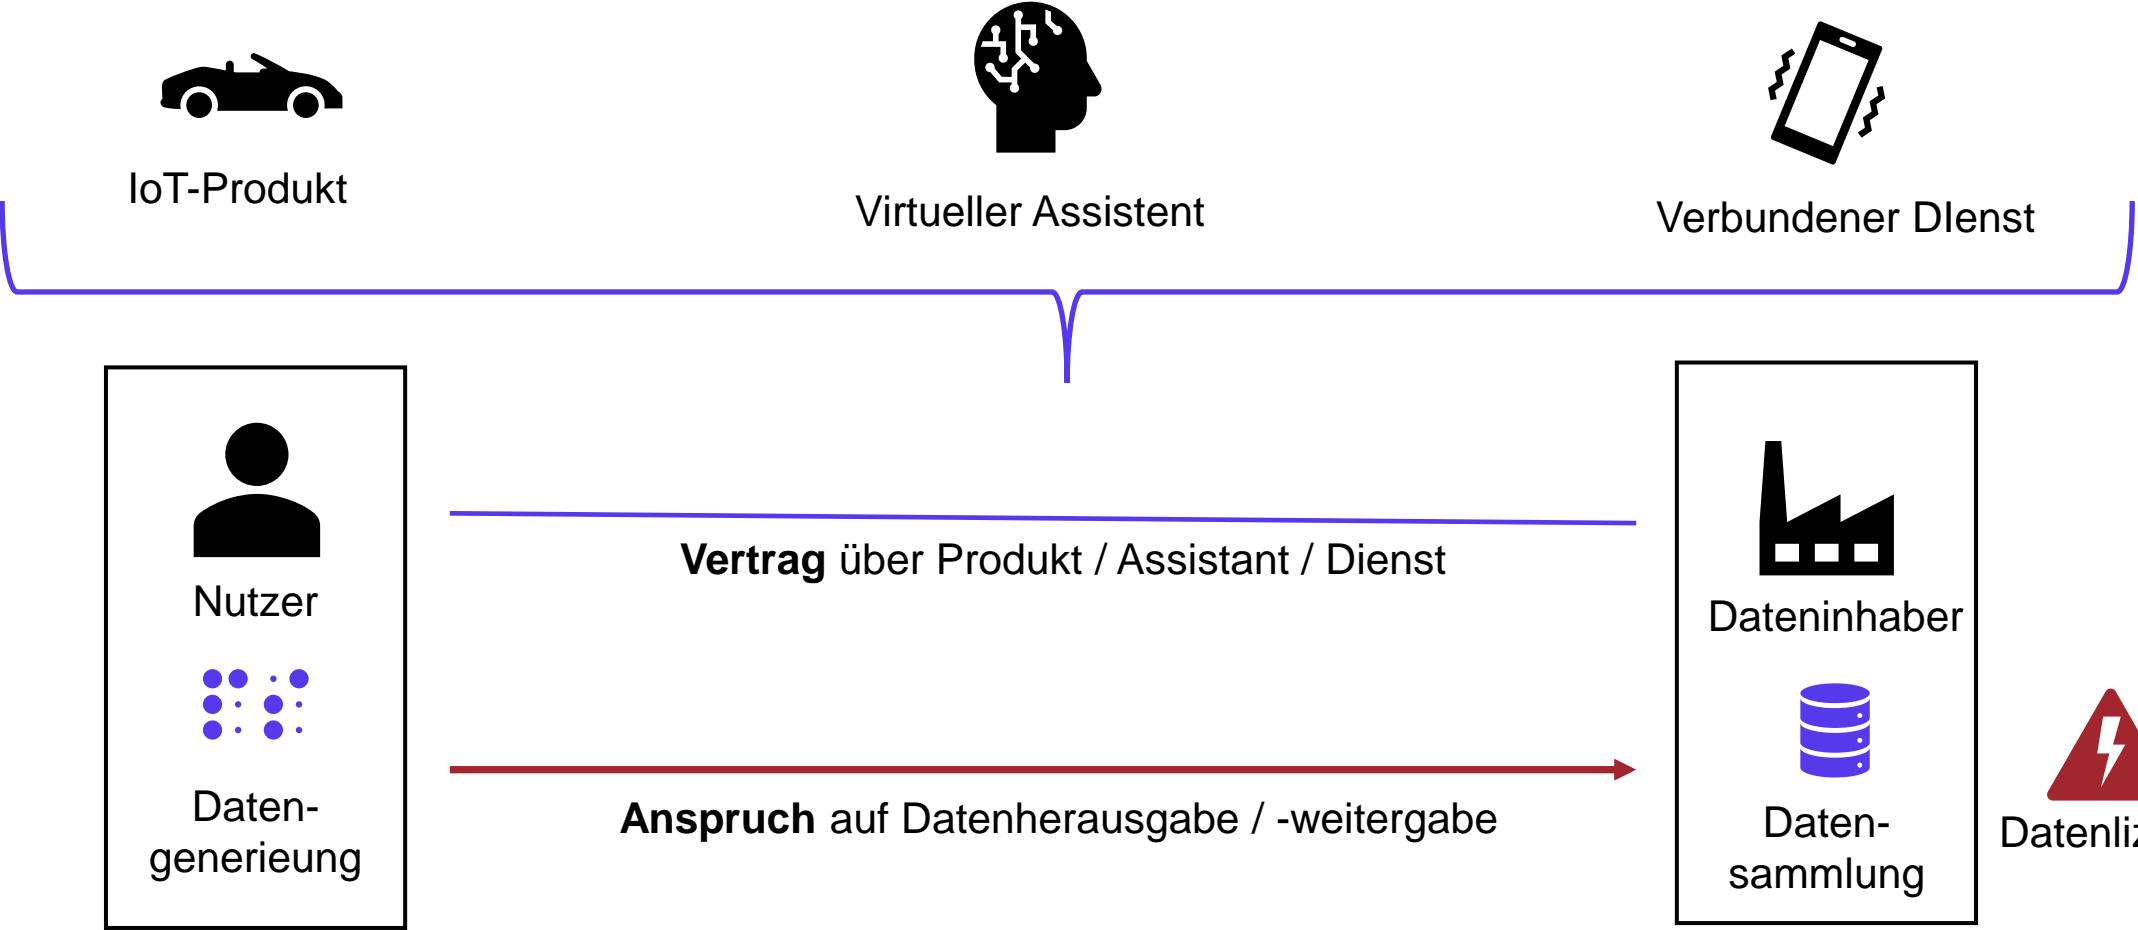 IoT-Produkt
Virtueller Assistent
Verbundener DIenst
Vertrag über Produkt / Assistant / Dienst
Nutzer
Dateninhaber
Daten-
generieung
Anspruch auf Datenherausgabe / -weitergabe
Daten-
sammlung